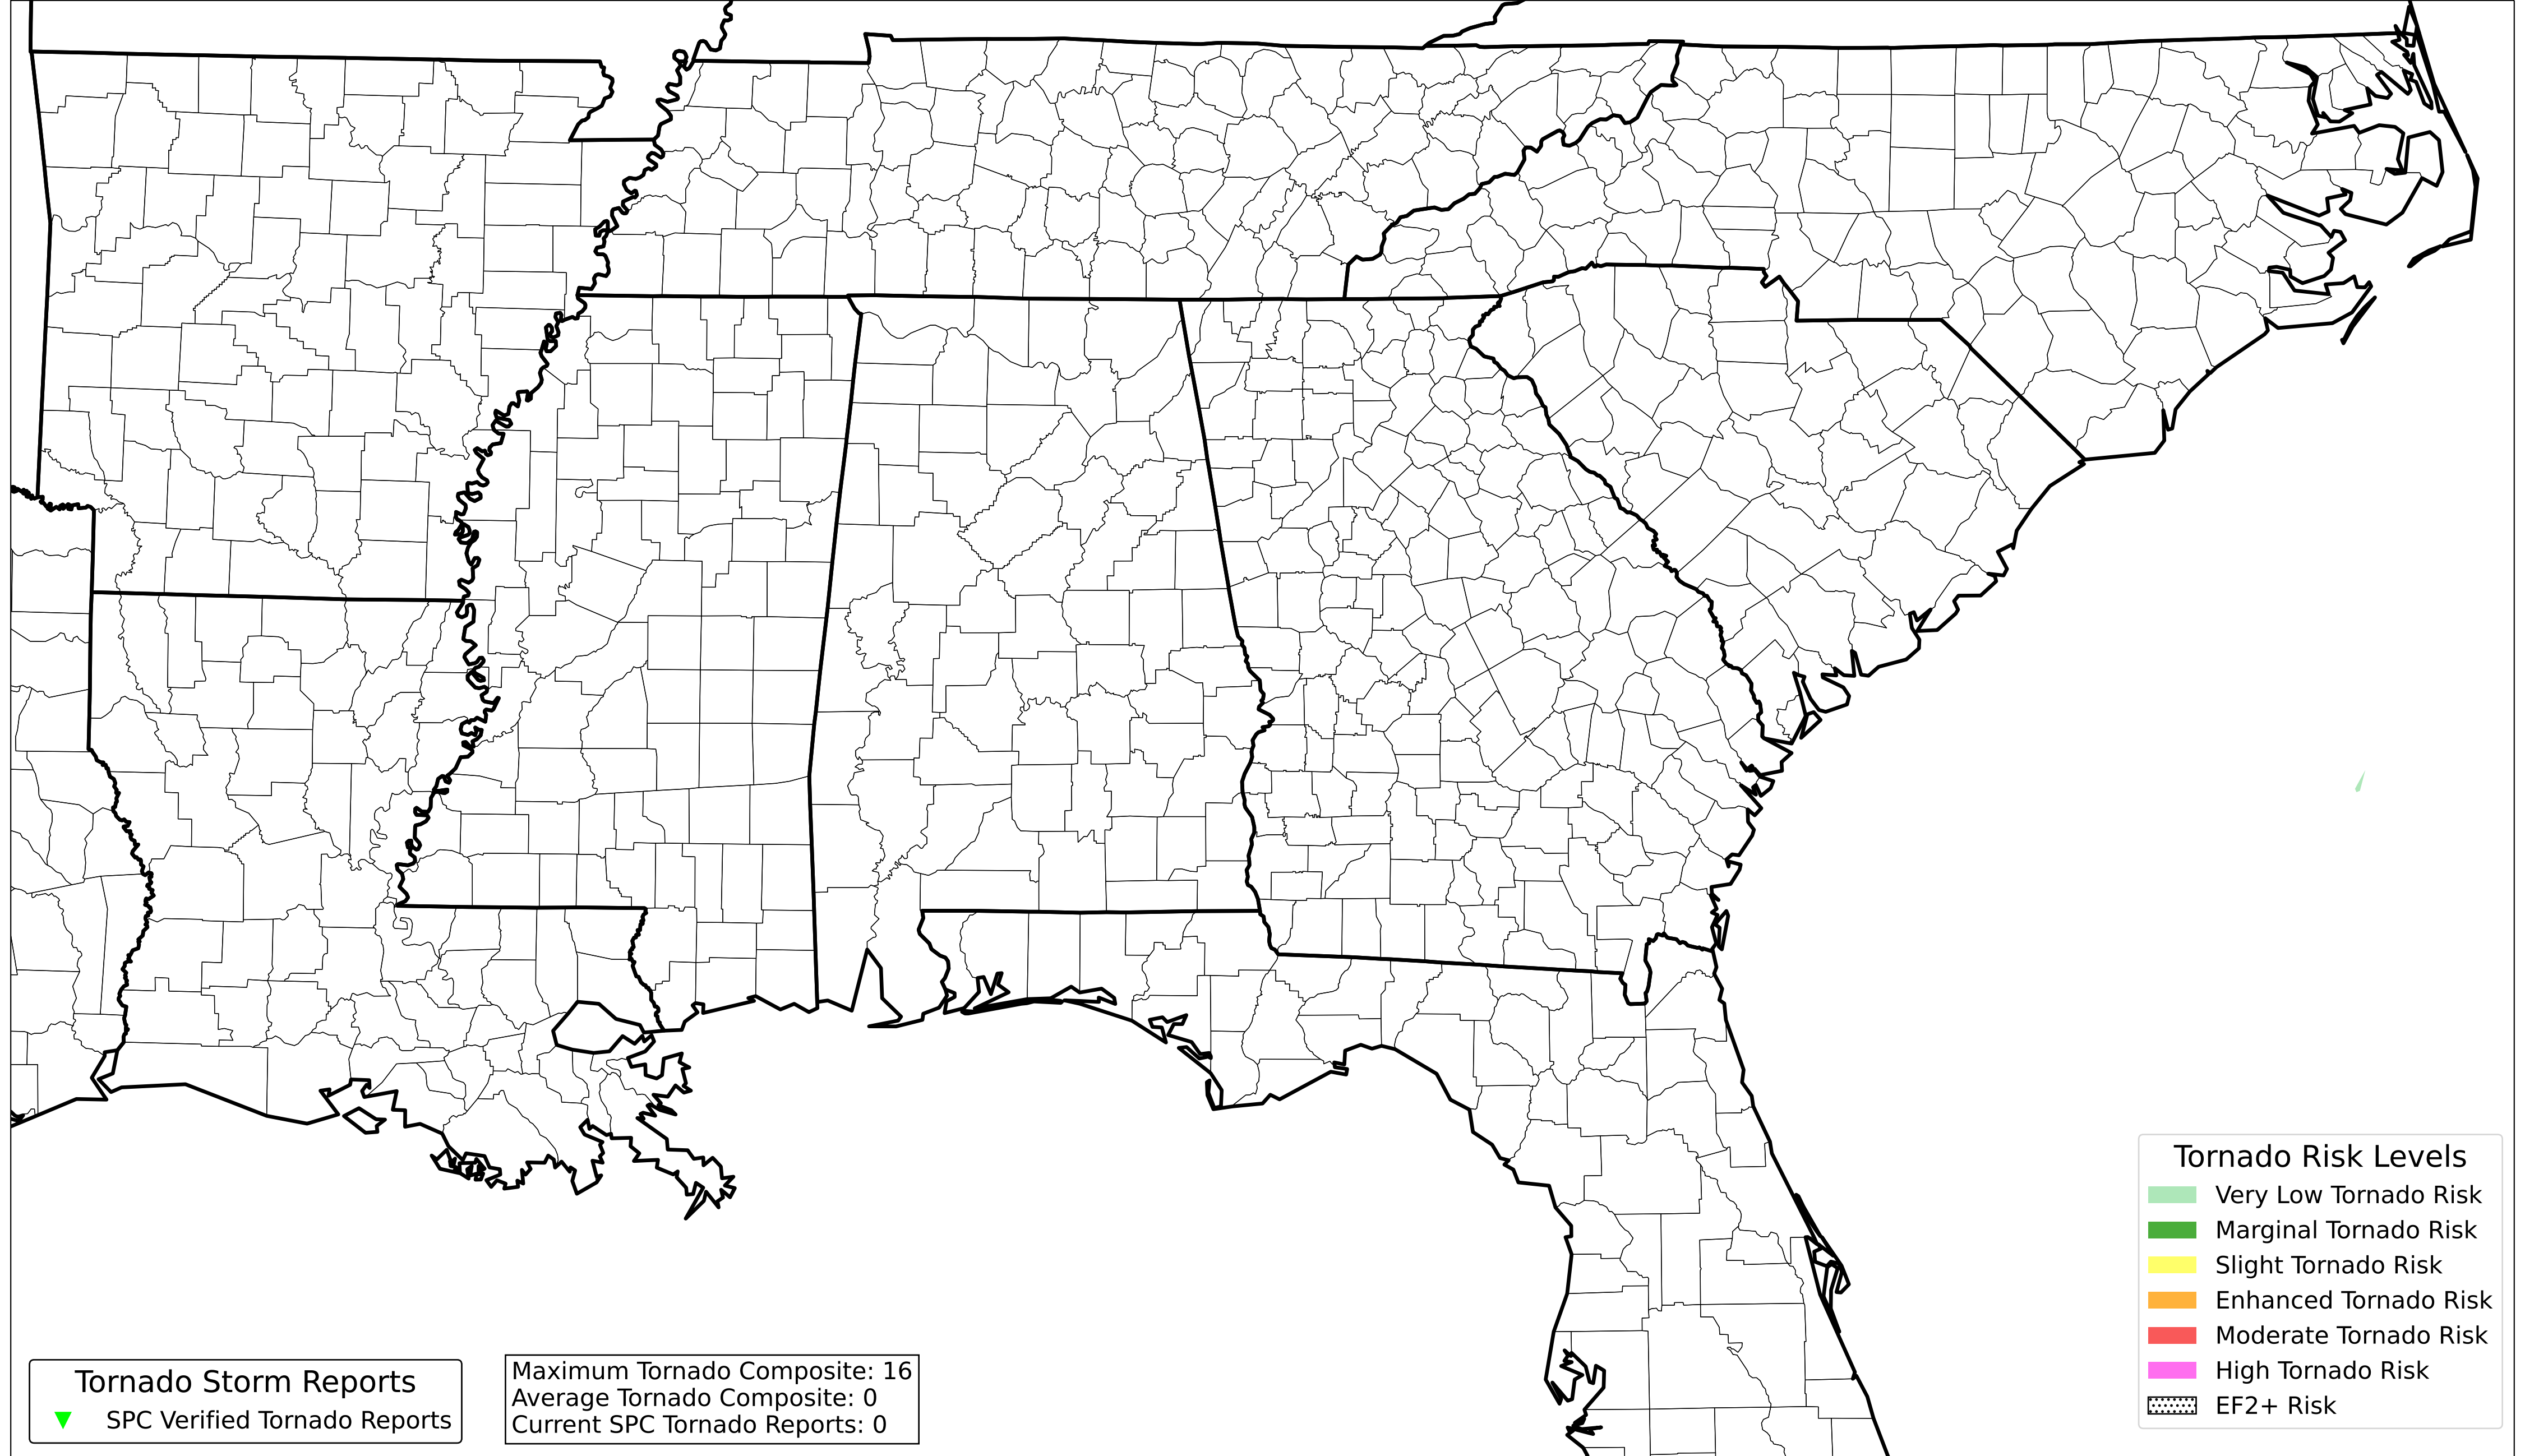 Tornado Risk Levels
Very Low Tornado Risk
Marginal Tornado Risk
Slight Tornado Risk
Enhanced Tornado Risk
Moderate Tornado Risk
High Tornado Risk
EF2+ Risk
Tornado Storm Reports
SPC Verified Tornado Reports
Maximum Tornado Composite: 16
Average Tornado Composite: 0
Current SPC Tornado Reports: 0